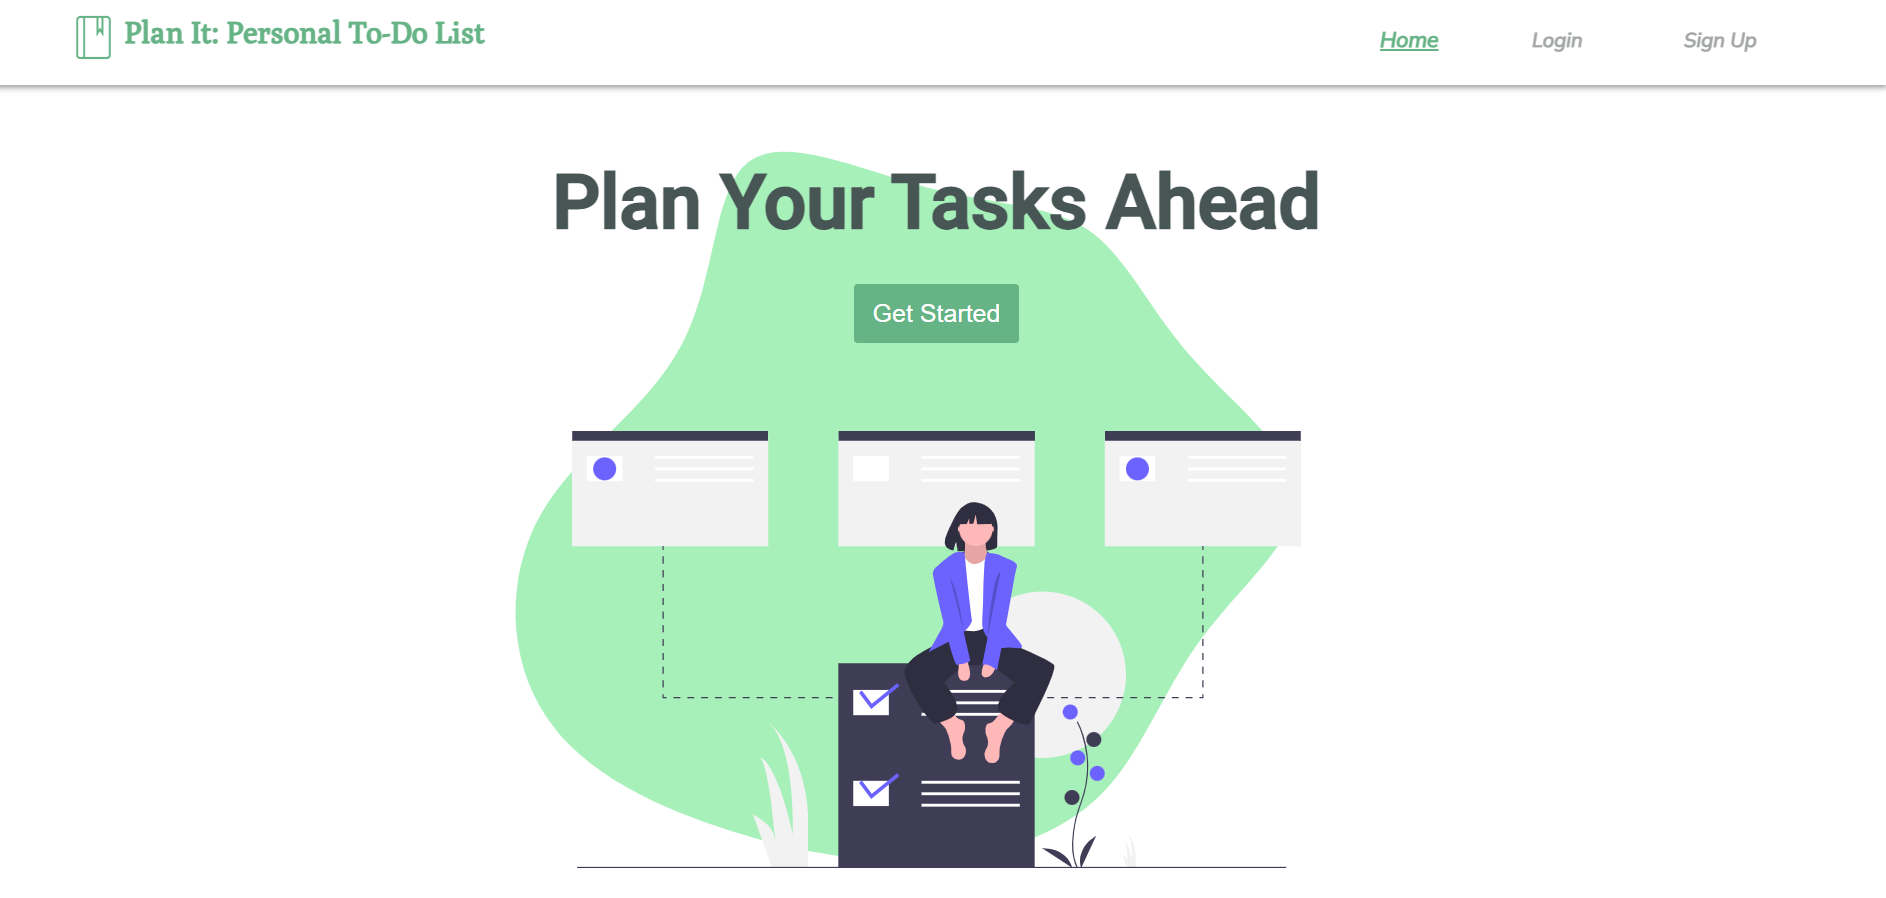 Plan It: Personal To-Do List
Home
Login
Sign Up
Plan Your Tasks Ahead
Get Started